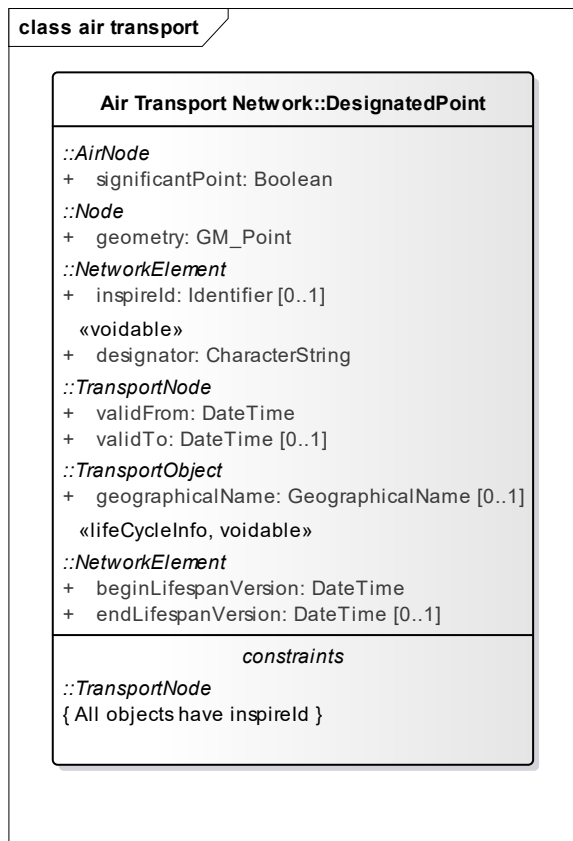 class air transport
Air Transport Network::DesignatedPoint
::AirNode
+ significantPoint: Boolean
::Node
+ geometry: GM_Point
::NetworkElement
+ inspireId: Identifier [0..1]
«voidable»
+ designator: CharacterString
::TransportNode
+ validFrom: DateTime
+ validTo: DateTime [0..1]
::TransportObject
+ geographicalName: GeographicalName [0..1]
«lifeCycleInfo, voidable»
::NetworkElement
+ beginLifespanVersion: DateTime
+ endLifespanVersion: DateTime [0..1]
constraints
::TransportNode
{ All objects have inspireId }